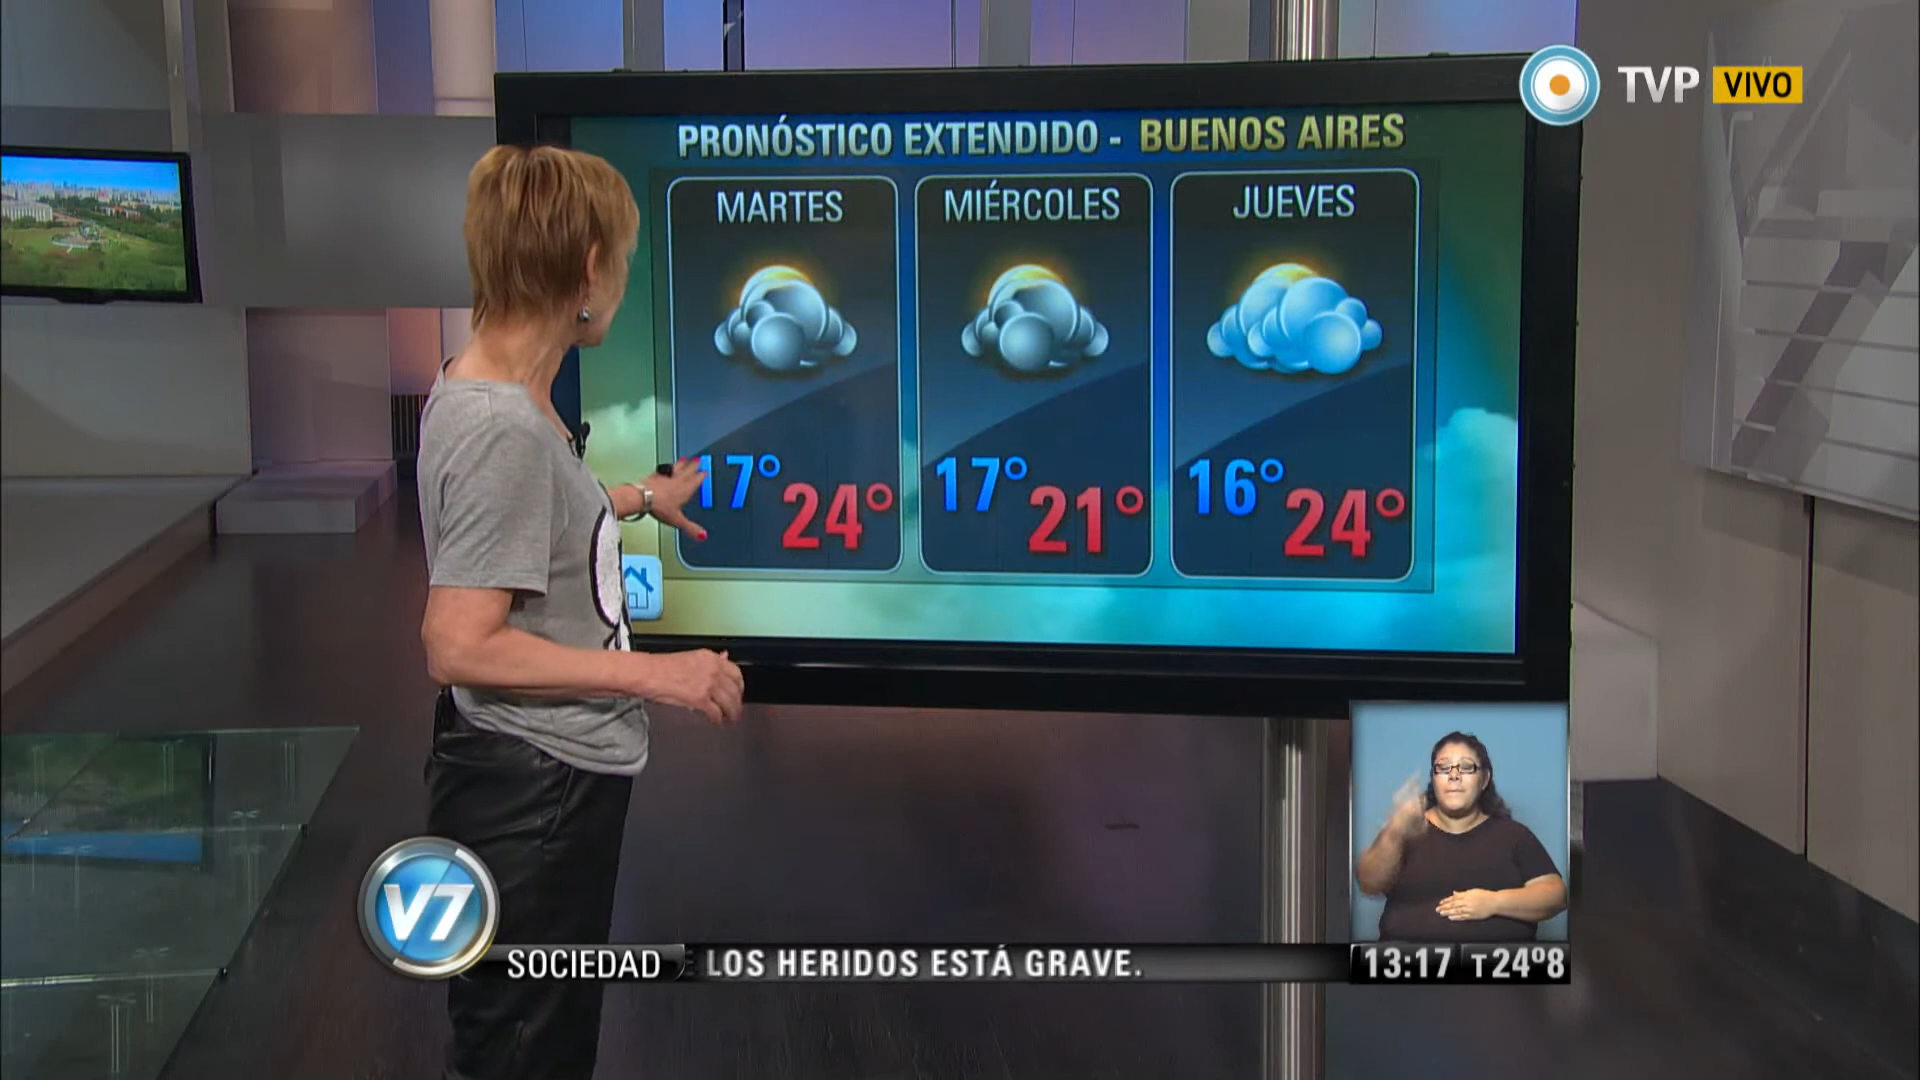 TVP VIVO
PRONÓSTICO EXTENDIDO - BUENOS AIRES
MARTES
MIÉRCOLES
JUEVES
17° 24°
17° 21°
16° 24°
V7
SOCIEDAD
LOS HERIDOS ESTÁ GRAVE.
13:17 T24º8